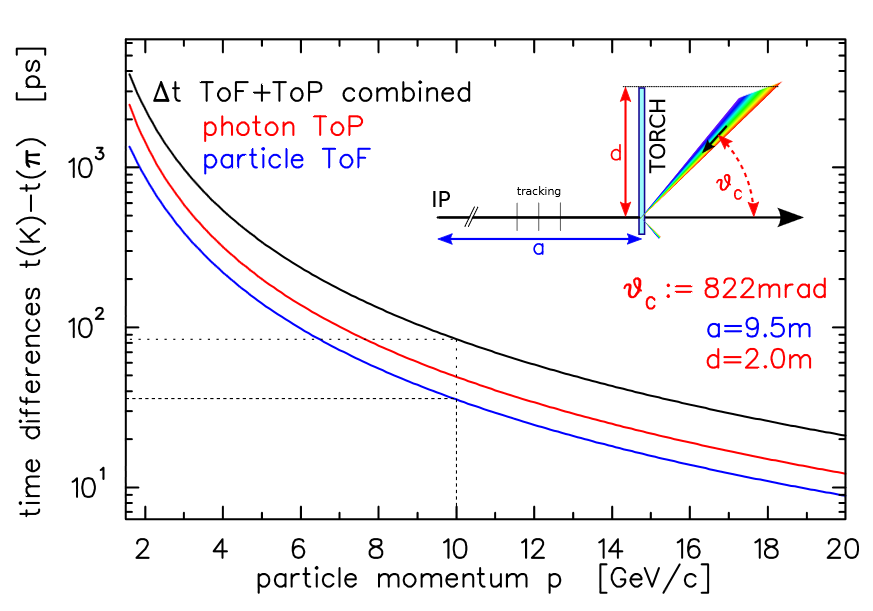 time differences t(K)−t(π) [ps]
10³
10²
10¹
Δt ToF+ToP combined
photon ToP
particle ToF
IP
tracking
a
d
TORCH
ϑc
ϑc := 822mrad
a=9.5m
d=2.0m
2 4 6 8 10 12 14 16 18 20
particle momentum p [GeV/c]